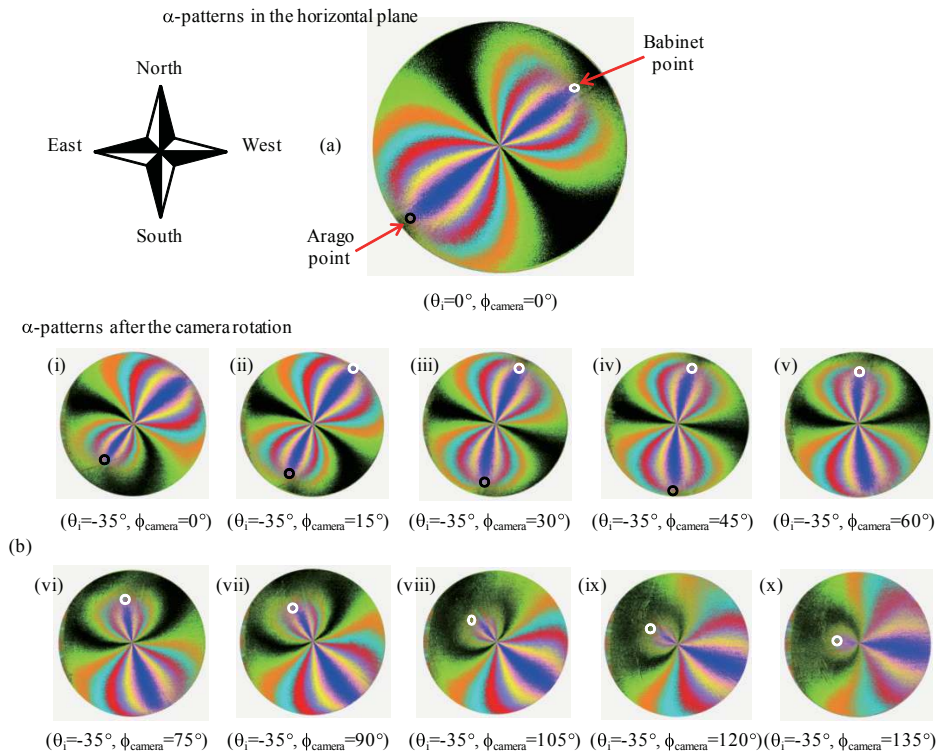 α-patterns in the horizontal plane
Babinet
point
North
East
West
(a)
South
Arago
point
(θi=0°, ϕcamera=0°)
α-patterns after the camera rotation
(i)
(ii)
(iii)
(iv)
(v)
(θi=-35°, ϕcamera=0°)
(θi=-35°, ϕcamera=15°)
(θi=-35°, ϕcamera=30°)
(θi=-35°, ϕcamera=45°)
(θi=-35°, ϕcamera=60°)
(b)
(vi)
(vii)
(viii)
(ix)
(x)
(θi=-35°, ϕcamera=75°)
(θi=-35°, ϕcamera=90°)
(θi=-35°, ϕcamera=105°)
(θi=-35°, ϕcamera=120°)
(θi=-35°, ϕcamera=135°)